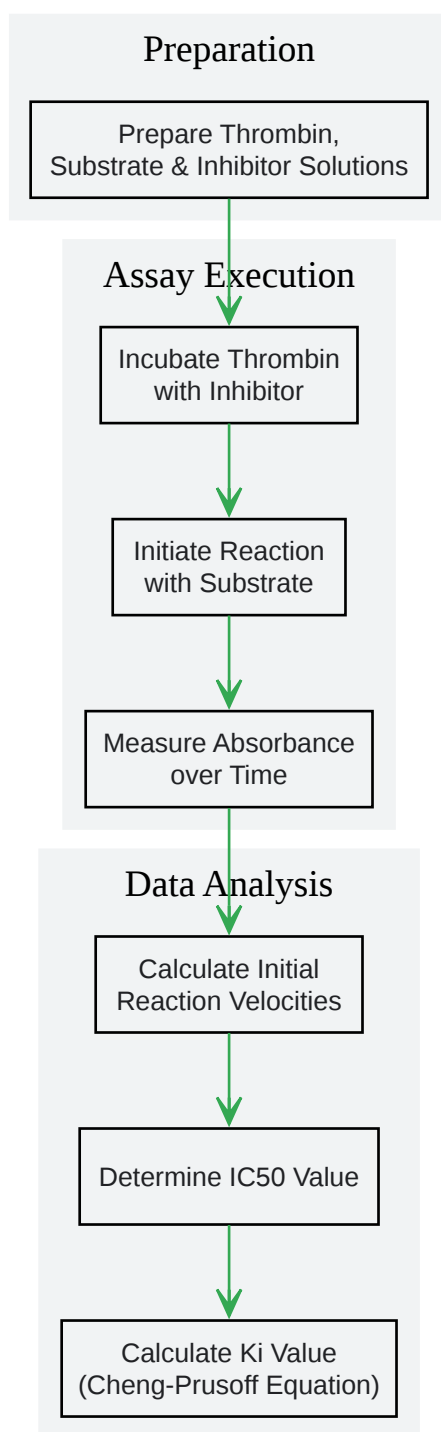 Preparation
Prepare Thrombin,
Substrate & Inhibitor Solutions
Assay Execution
Incubate Thrombin
with Inhibitor
Initiate Reaction
with Substrate
Measure Absorbance
over Time
Data Analysis
Calculate Initial
Reaction Velocities
Determine IC50 Value
Calculate Ki Value
(Cheng-Prusoff Equation)